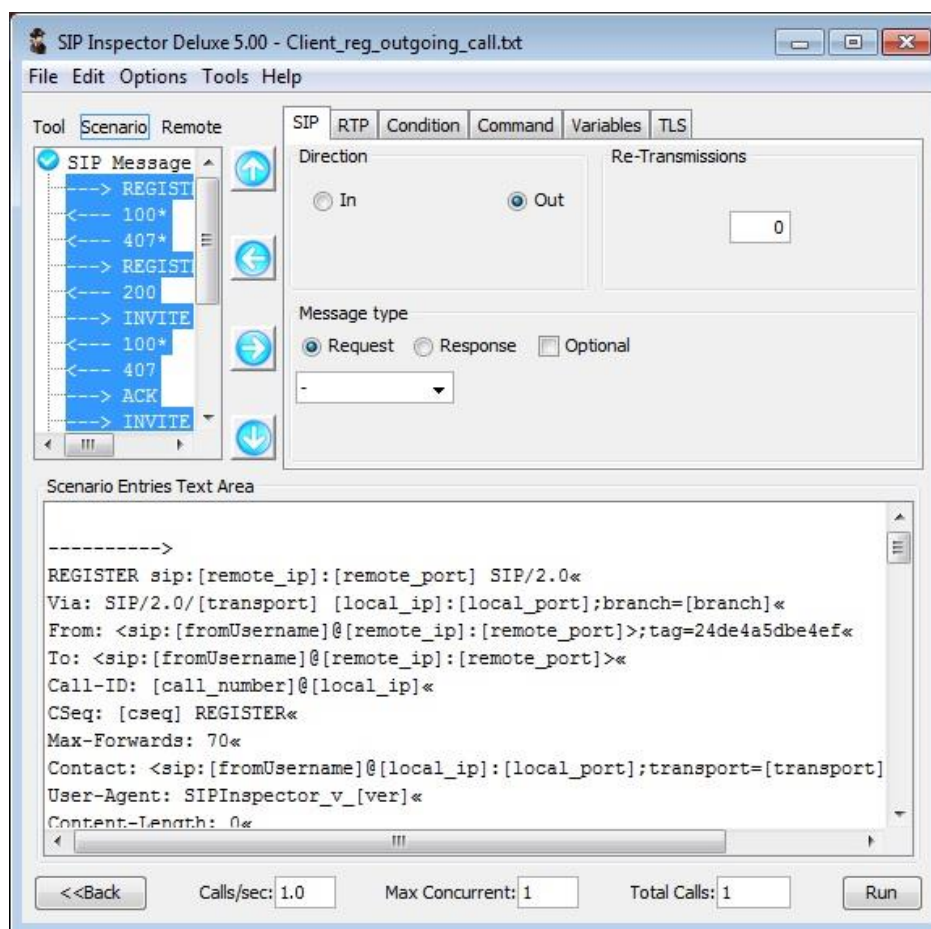 SIP Inspector Deluxe 5.00 - Client_reg_outgoing_call.txt
File Edit Options Tools Help
Tool Scenario Remote
SIP Message
---> REGIST
<--- 100*
<--- 407*
---> REGIST
<--- 200
---> INVITE
<--- 100*
<--- 407
---> ACK
---> INVITE
SIP RTP Condition Command Variables TLS
Direction
In Out
Re-Transmissions
0
Message type
Request Response Optional
-
Scenario Entries Text Area
---------->
REGISTER sip:[remote_ip]:[remote_port] SIP/2.0«
Via: SIP/2.0/[transport] [local_ip]:[local_port];branch=[branch]«
From: <sip:[fromUsername]@[remote_ip]:[remote_port]>;tag=24de4a5dbe4ef«
To: <sip:[fromUsername]@[remote_ip]:[remote_port]>«
Call-ID: [call_number]@[local_ip]«
CSeq: [cseq] REGISTER«
Max-Forwards: 70«
Contact: <sip:[fromUsername]@[local_ip]:[local_port];transport=[transport]
User-Agent: SIPInspector_v_[ver]«
Content-Length: 0«
<<Back Calls/sec: 1.0 Max Concurrent: 1 Total Calls: 1 Run